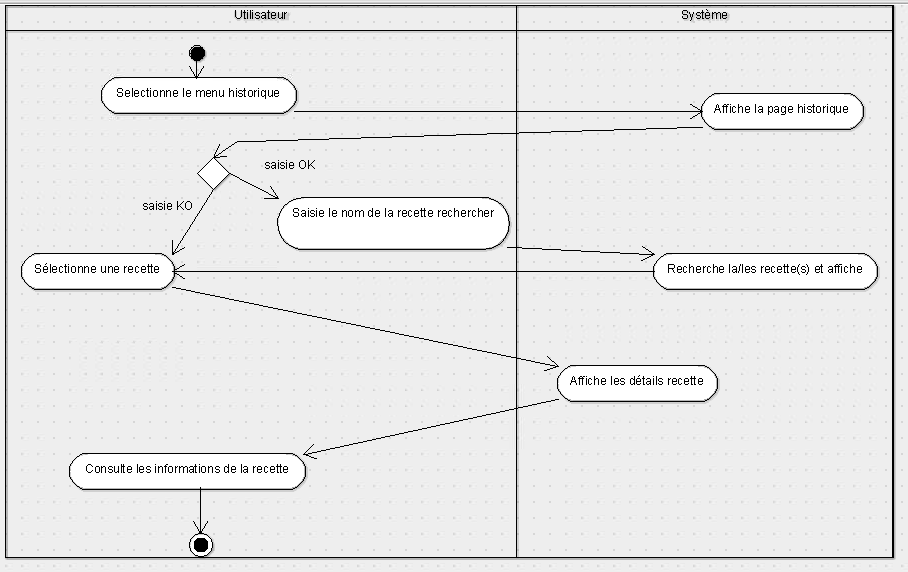 Utilisateur
Système
Selectionne le menu historique
Affiche la page historique
saisie OK
saisie KO
Saisie le nom de la recette rechercher
Sélectionne une recette
Recherche la/les recette(s) et affiche
Affiche les détails recette
Consulte les informations de la recette